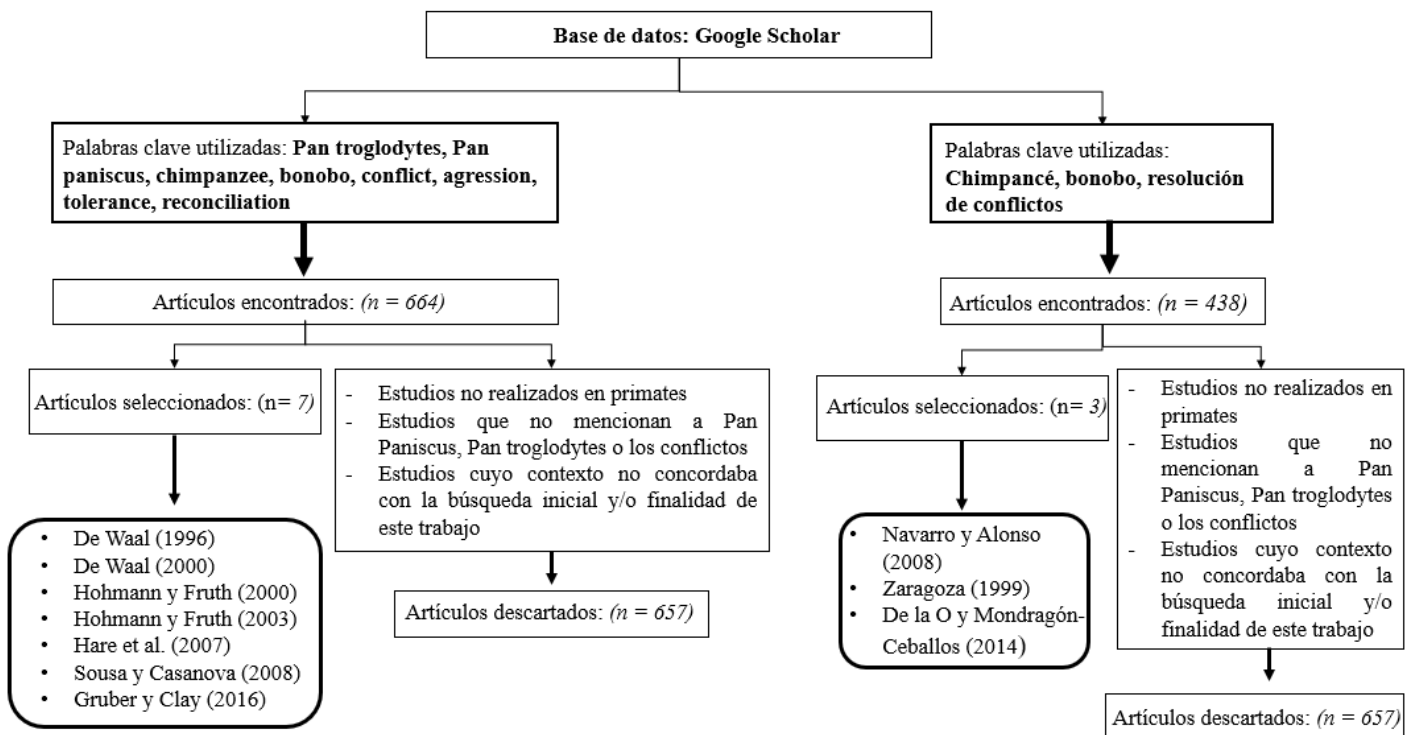 Base de datos: Google Scholar
Palabras clave utilizadas: Pan troglodytes, Pan
paniscus, chimpanzee, bonobo, conflict, agression,
tolerance, reconciliation
Artículos encontrados: (n = 664)
Artículos seleccionados: (n= 7)
- Estudios no realizados en primates
- Estudios que no mencionan a Pan
Paniscus, Pan troglodytes o los conflictos
- Estudios cuyo contexto no concordaba
con la búsqueda inicial y/o finalidad de
este trabajo
• De Waal (1996)
• De Waal (2000)
• Hohmann y Fruth (2000)
• Hohmann y Fruth (2003)
• Hare et al. (2007)
• Sousa y Casanova (2008)
• Gruber y Clay (2016)
Artículos descartados: (n = 657)
Palabras clave utilizadas:
Chimpancé, bonobo, resolución
de conflictos
Artículos encontrados: (n = 438)
Artículos seleccionados: (n= 3)
- Estudios no realizados en
primates
- Estudios que no
mencionan a Pan
Paniscus, Pan troglodytes
o los conflictos
- Estudios cuyo contexto
no concordaba con la
búsqueda inicial y/o
finalidad de este trabajo
• Navarro y Alonso
(2008)
• Zaragoza (1999)
• De la O y Mondragón-
Ceballos (2014)
Artículos descartados: (n = 657)